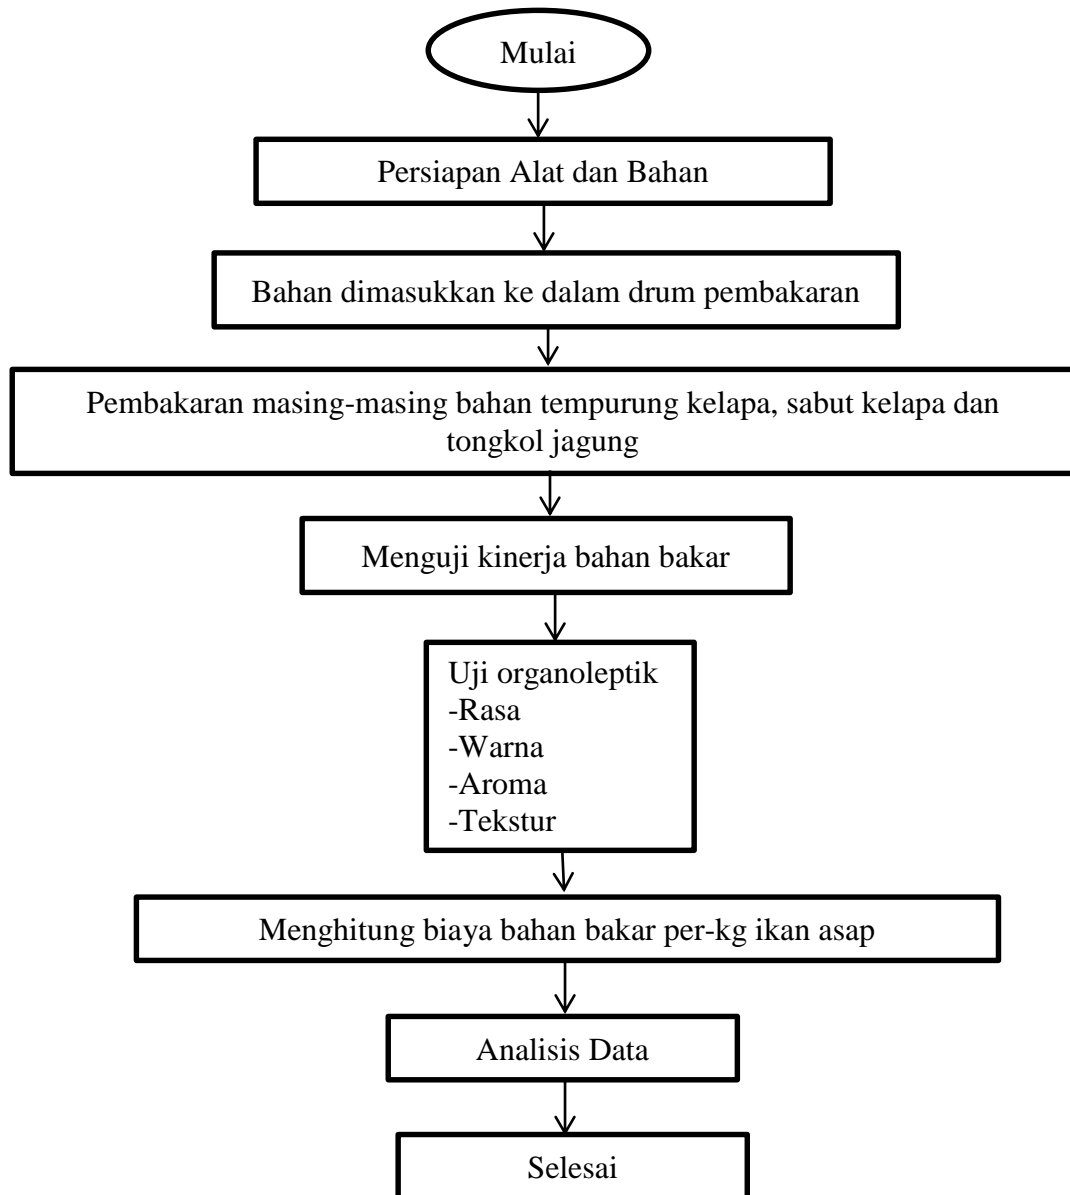 Mulai
Persiapan Alat dan Bahan
Bahan dimasukkan ke dalam drum pembakaran
Pembakaran masing-masing bahan tempurung kelapa, sabut kelapa dan
tongkol jagung
Menguji kinerja bahan bakar
Uji organoleptik
-Rasa
-Warna
-Aroma
-Tekstur
Menghitung biaya bahan bakar per-kg ikan asap
Analisis Data
Selesai